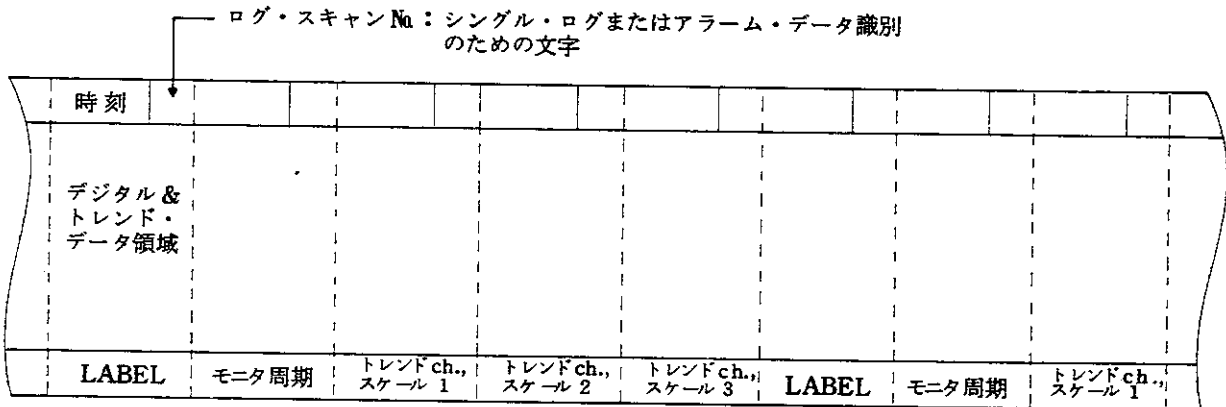 ログ・スキャン№:シングル・ログまたはアラーム・データ識別
のための文字
時刻
デジタル&
トレンド・
データ領域
LABEL
モニタ周期
トレンドch.,
スケール 1
トレンドch.,
スケール 2
トレンドch.,
スケール 3
LABEL
モニタ周期
トレンドch.,
スケール 1